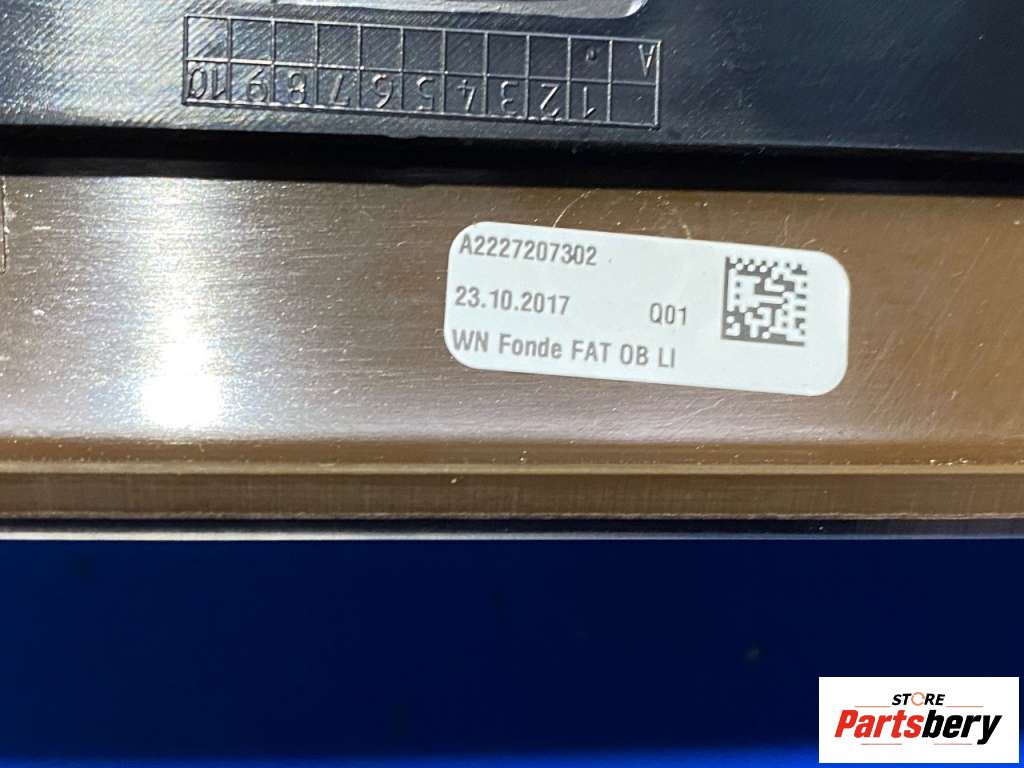 A
1 2 3 4 5 6 7 8 9 10
A2227207302
23.10.2017 Q01
WN Fonde FAT OB LI
STORE
Partsbery